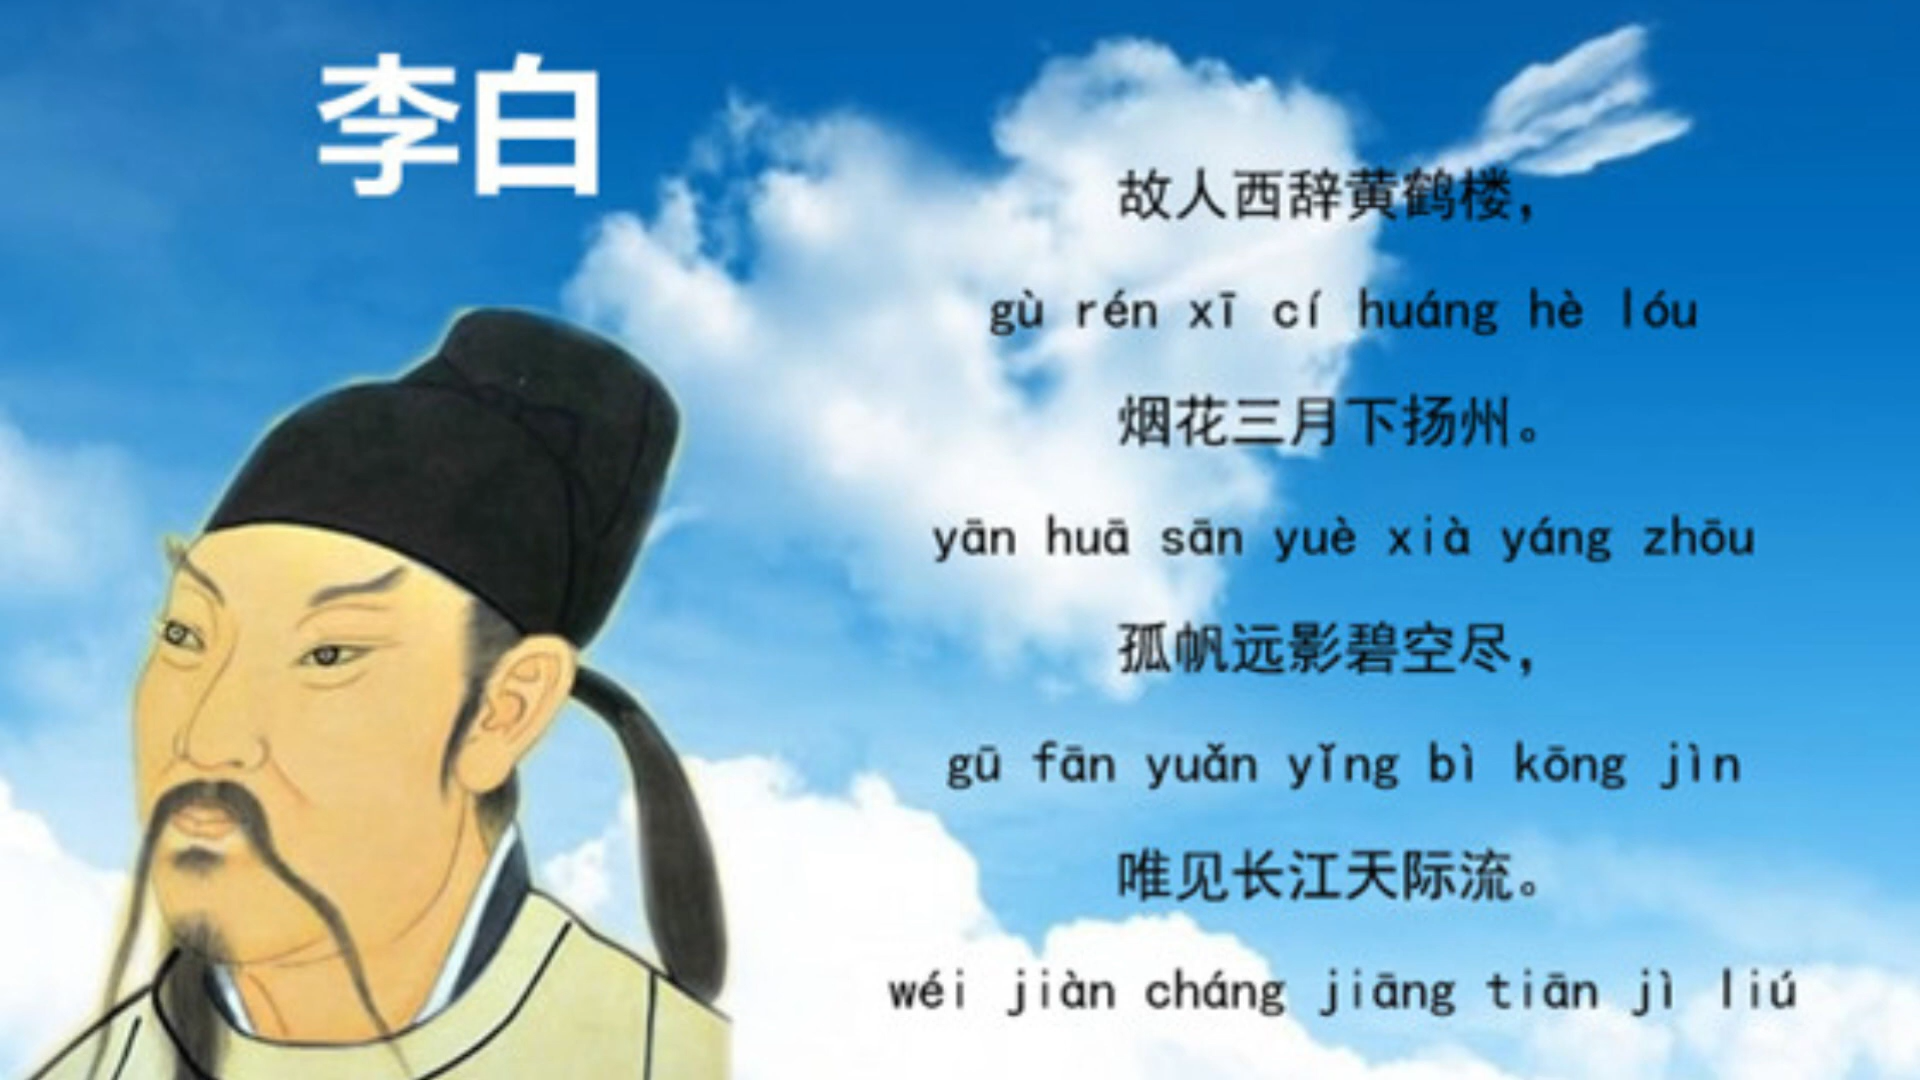 李白
故人西辞黄鹤楼，
gù rén xī cí huáng hè lóu
烟花三月下扬州。
yān huā sān yuè xià yáng zhōu
孤帆远影碧空尽，
gū fān yuǎn yǐng bì kōng jìn
唯见长江天际流。
wéi jiàn cháng jiāng tiān jì liú